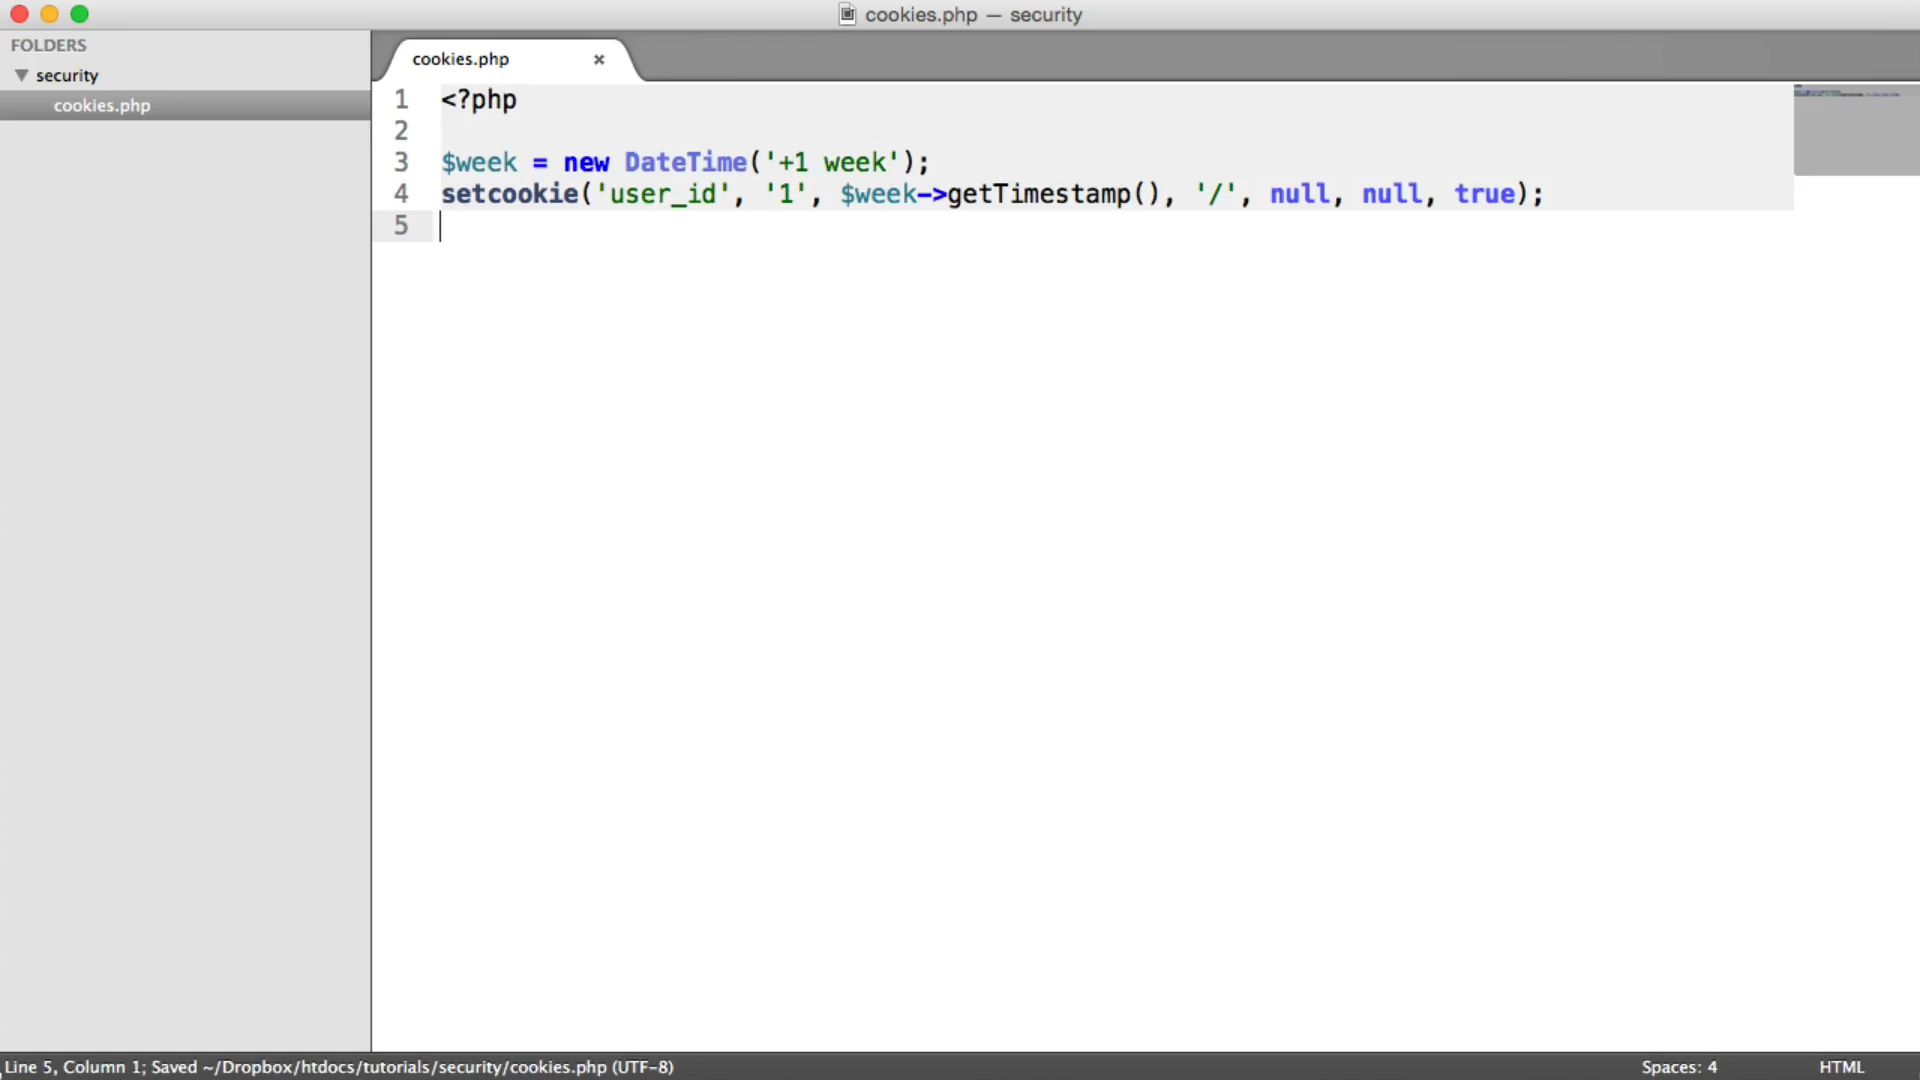 cookies.php — security
FOLDERS
security
cookies.php
cookies.php
1 <?php
2
3 $week = new DateTime('+1 week');
4 setcookie('user_id', '1', $week->getTimestamp(), '/', null, null, true);
5
Line 5, Column 1; Saved ~/Dropbox/htdocs/tutorials/security/cookies.php (UTF-8)
Spaces: 4
HTML